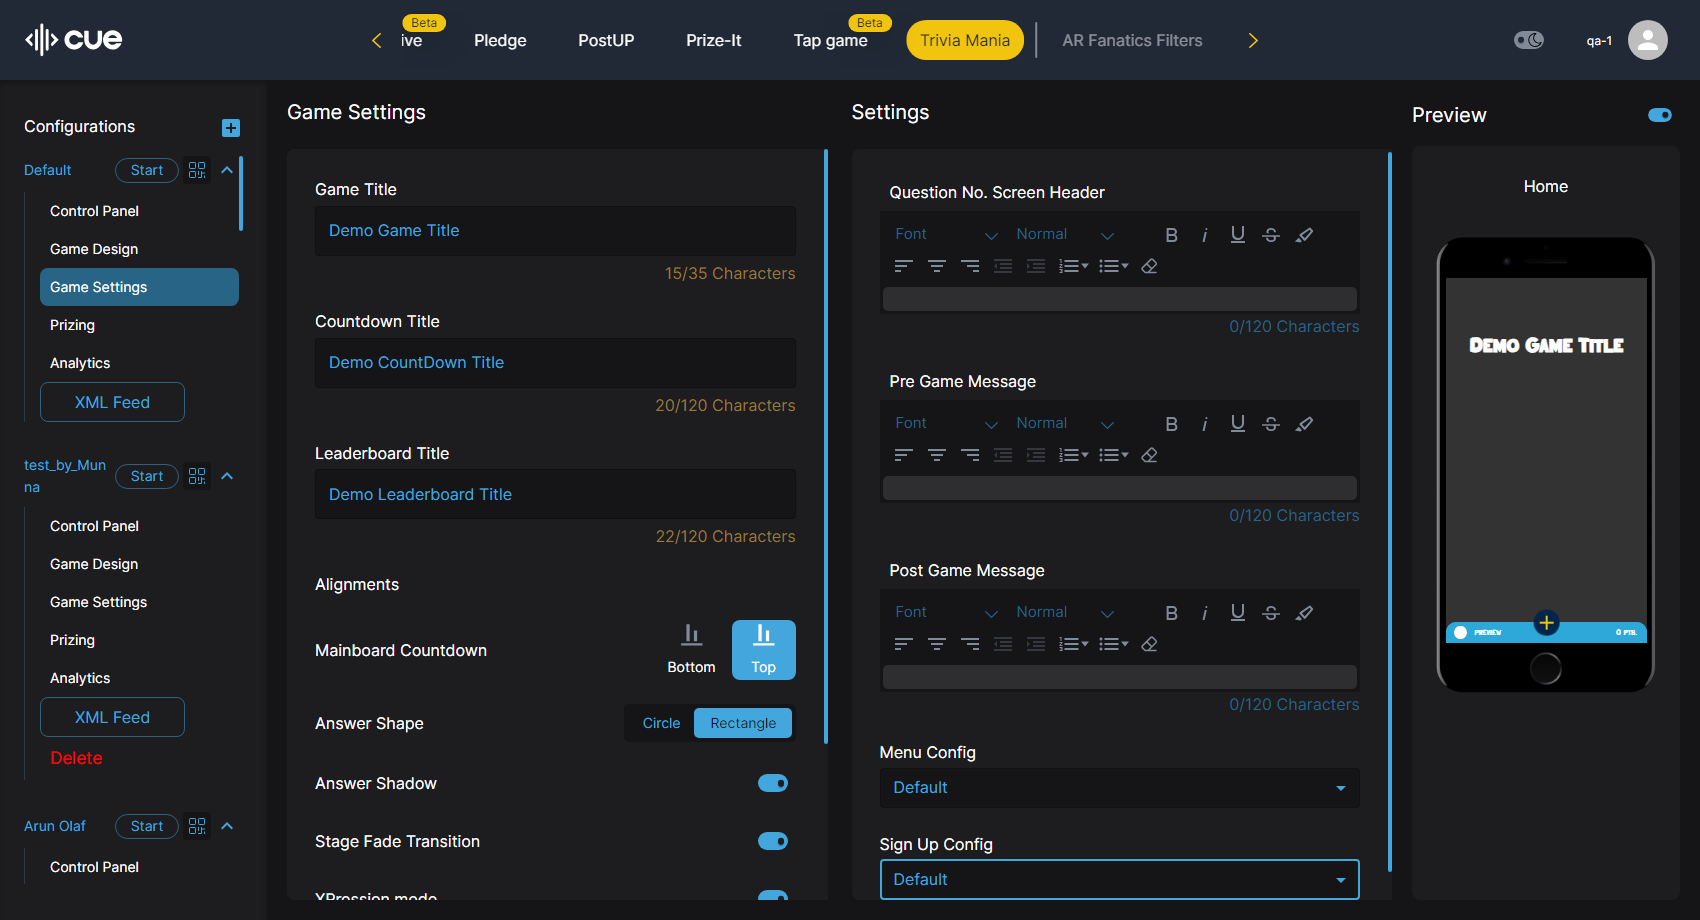 cue
Beta
ive
Pledge
PostUP
Prize-It
Tap game
Beta
Trivia Mania
AR Fanatics Filters
qa-1
Configurations
Default
Start
Control Panel
Game Design
Game Settings
Prizing
Analytics
XML Feed
test_by_Mun
na
Start
Control Panel
Game Design
Game Settings
Prizing
Analytics
XML Feed
Delete
Arun Olaf
Start
Control Panel
Game Settings
Game Title
Demo Game Title
15/35 Characters
Countdown Title
Demo CountDown Title
20/120 Characters
Leaderboard Title
Demo Leaderboard Title
22/120 Characters
Alignments
Mainboard Countdown
Bottom
Top
Answer Shape
Circle
Rectangle
Answer Shadow
Stage Fade Transition
XPression mode
Settings
Question No. Screen Header
Font
Normal
B i U S
0/120 Characters
Pre Game Message
Font
Normal
B i U S
0/120 Characters
Post Game Message
Font
Normal
B i U S
0/120 Characters
Menu Config
Default
Sign Up Config
Default
Preview
Home
Demo Game Title
PREVIEW
0 PTS.